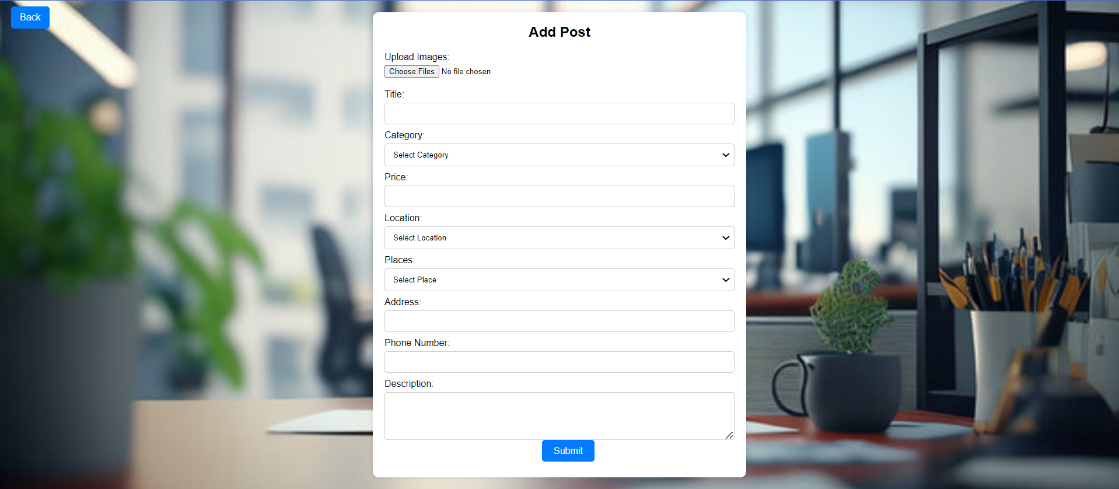 Back
Add Post
Upload Images:
Choose Files No file chosen
Title:
Category:
Select Category
Price:
Location:
Select Location
Places:
Select Place
Address:
Phone Number:
Description:
Submit